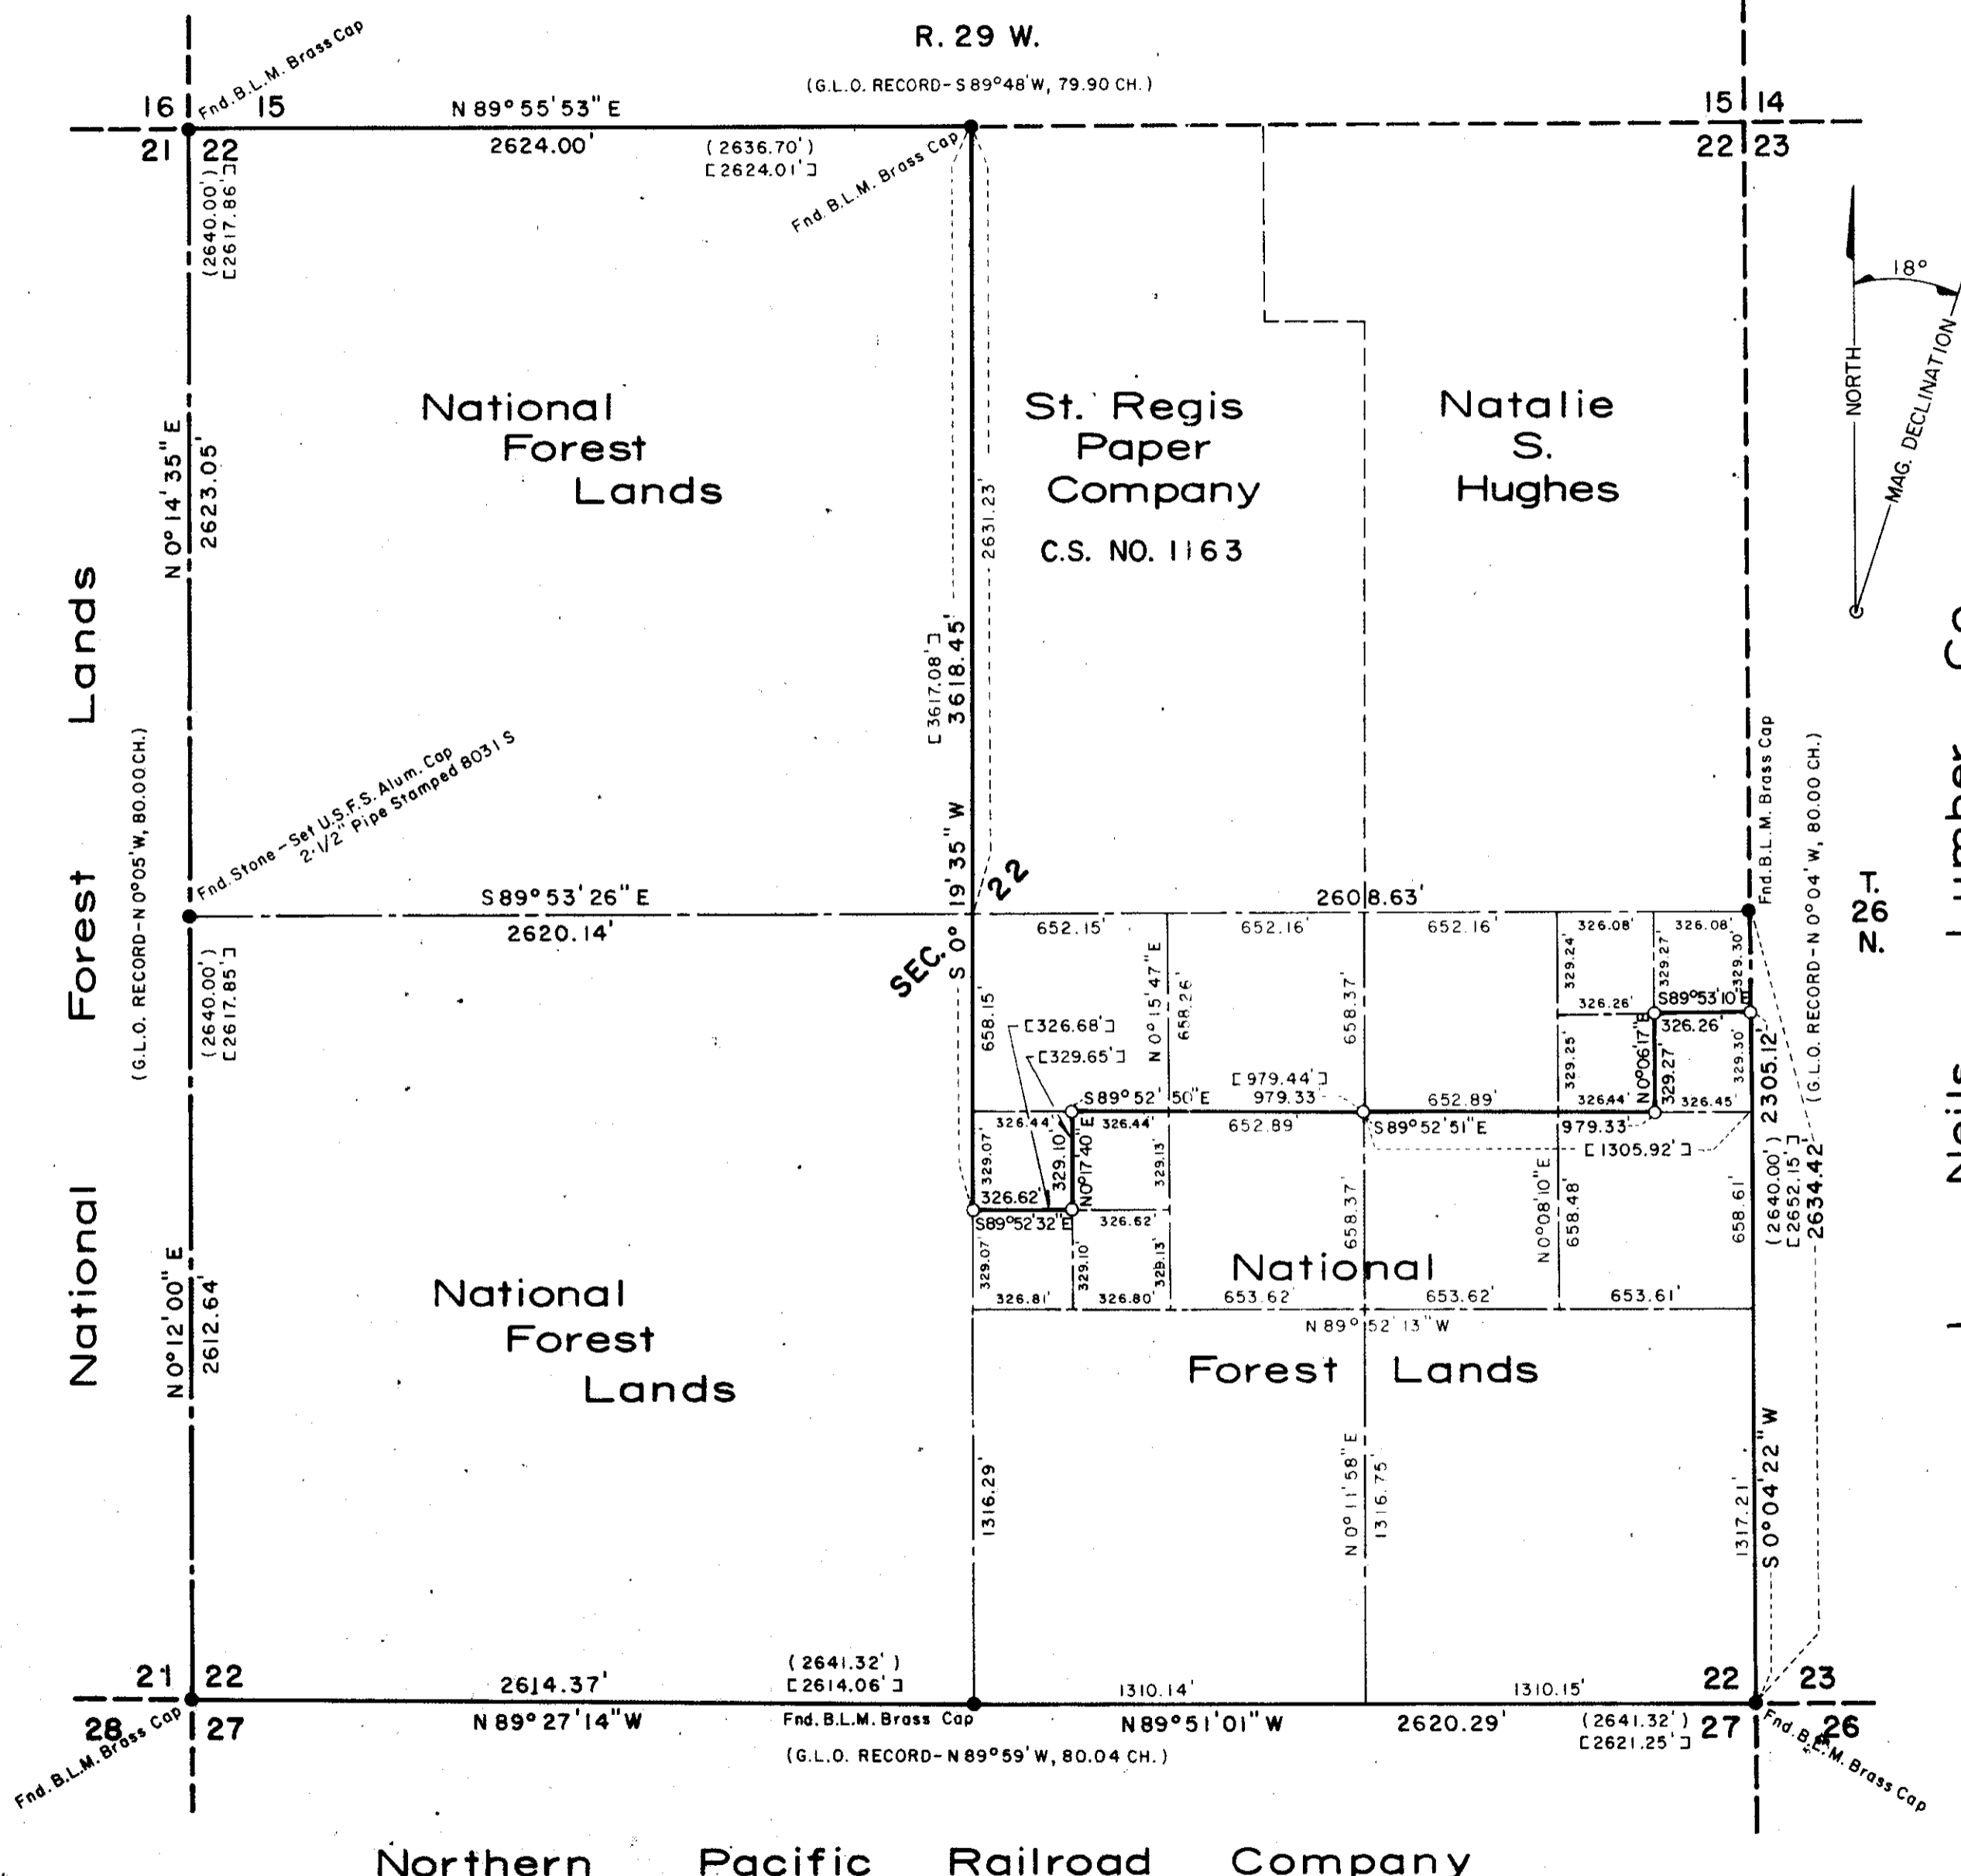 R. 29 W.
(G.L.O. RECORD-S 89°48'W, 79.90 CH.)
Fnd. B.L.M. Brass Cap
16 15
21 22
N 89°55'53" E
2624.00'
(2636.70')
[2624.01']
Fnd. B.L.M. Brass Cap
15 14
22 23
(2640.00')
[2617.86']
N 0°14'35" E
2623.05'
National
Forest
Lands
St. Regis
Paper
Company
C.S. NO. 1163
Natalie
S.
Hughes
18°
NORTH
MAG. DECLINATION
2631.23'
[3617.08']
3618.45'
S 0°19'35" W
National Forest Lands
(G.L.O. RECORD-N 0°05'W, 80.00 CH.)
Fnd. Stone-Set U.S.F.S. Alum. Cap
2-1/2" Pipe Stamped 8031 S
S 89°53'26" E
2620.14'
(2640.00')
[2617.85']
SEC. 22
2608.63'
Fnd. B.L.M. Brass Cap
(G.L.O. RECORD-N 0°04'W, 80.00 CH.)
T.
26
N.
652.15'
652.16'
652.16'
326.08'
326.08'
658.15'
N 0°15'47" E
658.26'
658.37'
329.24'
329.27'
329.30'
326.26'
S89°53'10"E
326.26'
[326.68']
[329.65']
329.25'
N0°06'17"E
329.27'
329.30'
2305.12'
[979.44']
S89°52'50"E
979.33'
652.89'
326.44'
326.45'
326.44'
326.44'
652.89'
S89°52'51"E
979.33'
[1305.92']
329.07'
329.10'
N0°17'40"E
329.13'
326.62'
S89°52'32"E
326.62'
658.37'
N0°08'10"E
658.48'
658.61'
(2640.00')
[2652.15']
2634.42'
329.07'
329.10'
329.13'
326.81'
326.80'
653.62'
653.62'
653.61'
N 89°52'13" W
National
Forest Lands
N 0°12'00" E
2612.64'
National
Forest
Lands
1316.29'
N 0°11'58" E
1316.75'
1317.21'
S 0°04'22" W
21 22
28 27
Fnd. B.L.M. Brass Cap
2614.37'
N 89°27'14" W
(2641.32')
[2614.06']
Fnd. B.L.M. Brass Cap
(G.L.O. RECORD-N 89°59'W, 80.04 CH.)
1310.14'
1310.15'
N89°51'01"W
2620.29'
(2641.32')
[2621.25']
22 23
27 26
Fnd. B.L.M. Brass Cap
Northern Pacific Railroad Company